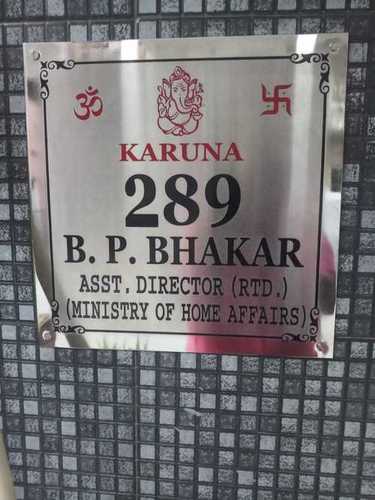 ॐ
KARUNA
289
B. P. BHAKAR
ASST. DIRECTOR (RTD.)
(MINISTRY OF HOME AFFAIRS)